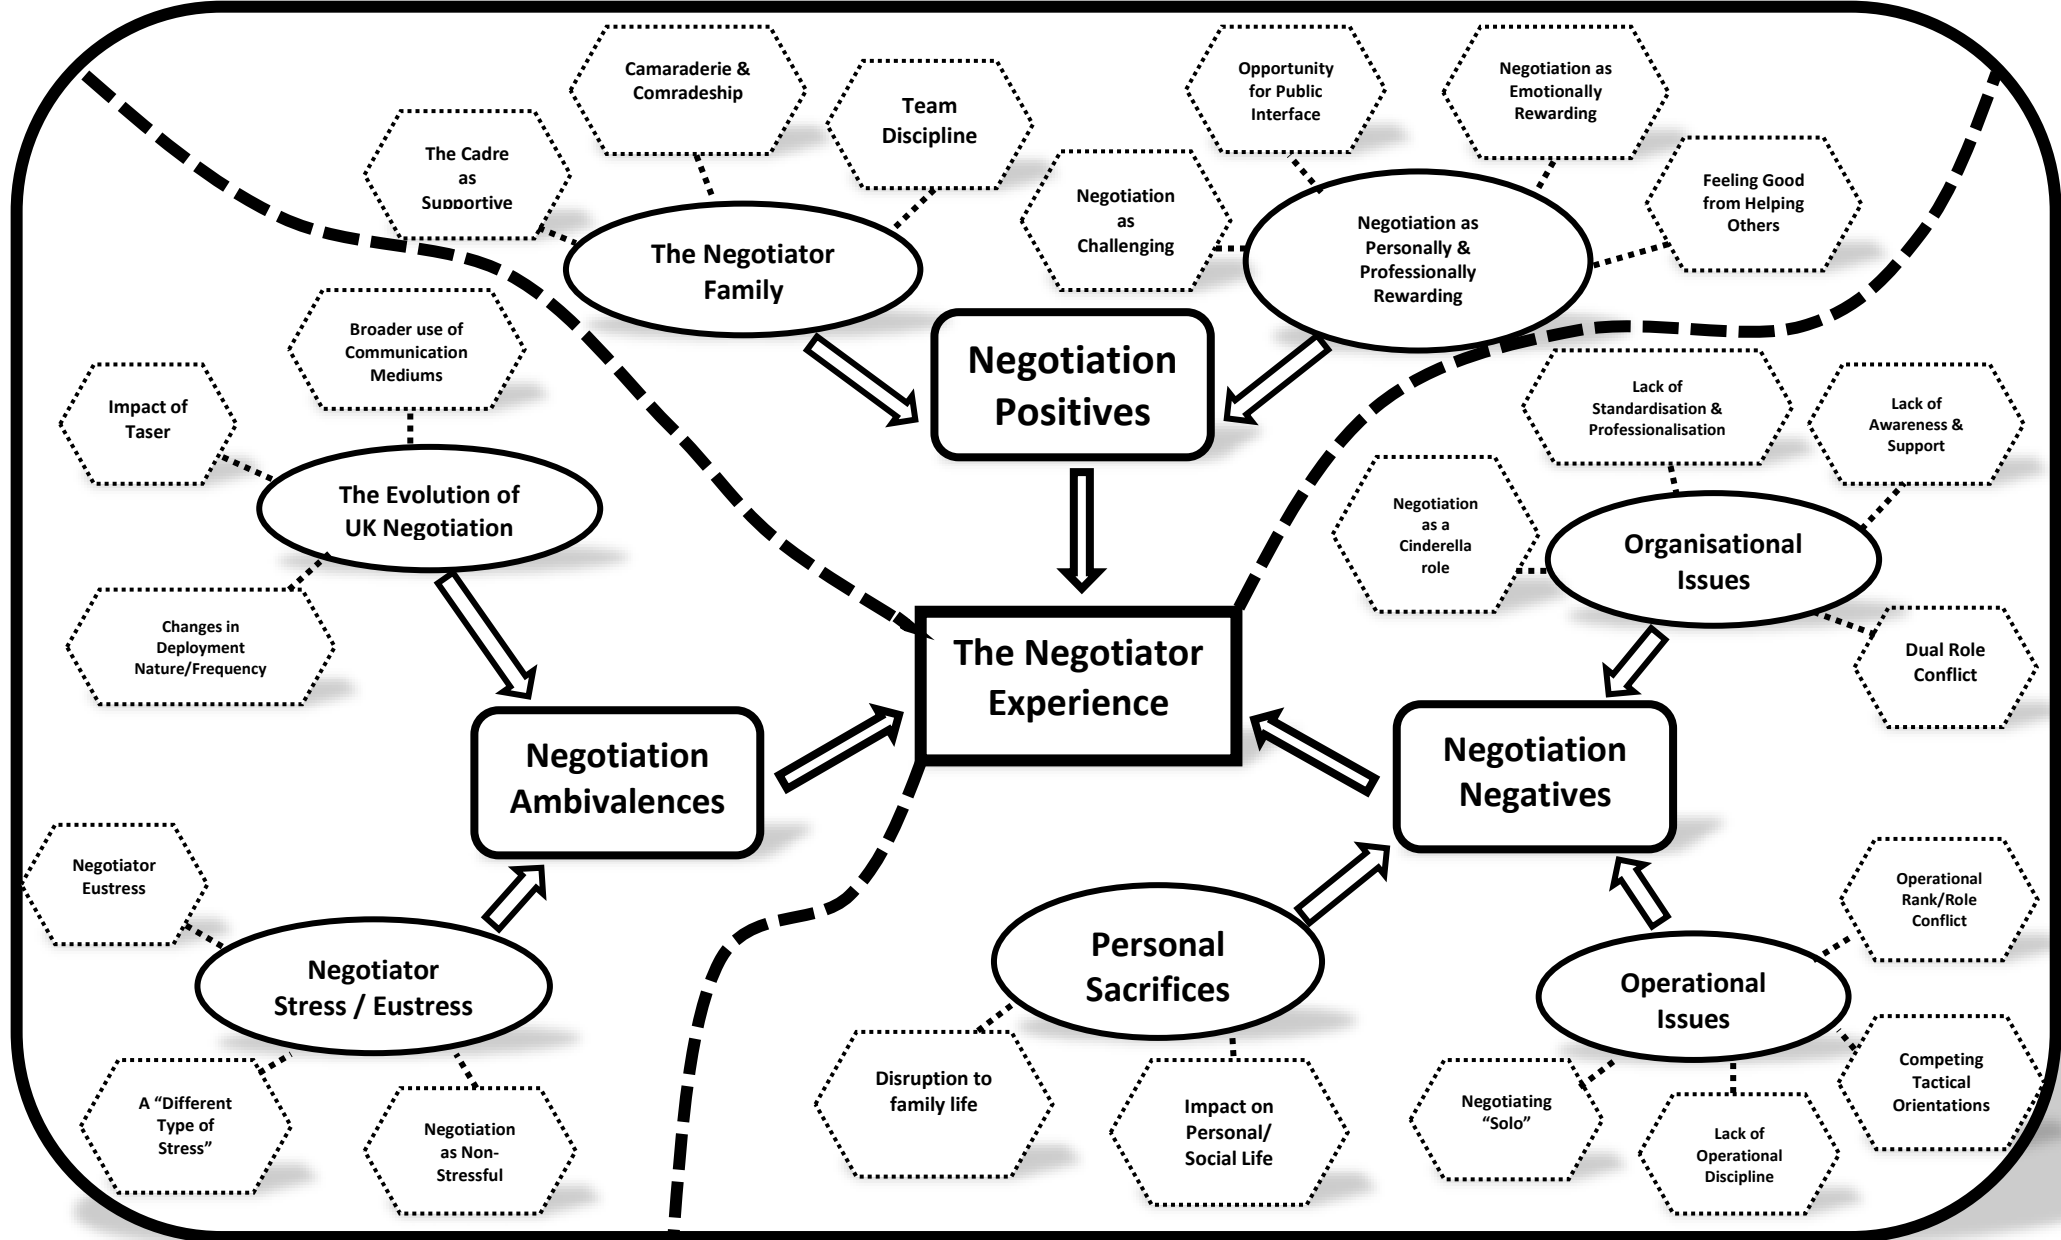 Camaraderie &
Comradeship
Team
Discipline
The Cadre
as
Supportive
The Negotiator
Family
Opportunity
for Public
Interface
Negotiation as
Emotionally
Rewarding
Negotiation
as
Challenging
Feeling Good
from Helping
Others
Negotiation as
Personally &
Professionally
Rewarding
Negotiation
Positives
Broader use of
Communication
Mediums
Impact of
Taser
The Evolution of
UK Negotiation
Changes in
Deployment
Nature/Frequency
Lack of
Standardisation &
Professionalisation
Lack of
Awareness &
Support
Negotiation
as a
Cinderella
role
Organisational
Issues
Dual Role
Conflict
The Negotiator
Experience
Negotiation
Ambivalences
Negotiation
Negatives
Negotiator
Eustress
Negotiator
Stress / Eustress
A “Different
Type of
Stress”
Negotiation
as Non-
Stressful
Personal
Sacrifices
Disruption to
family life
Impact on
Personal/
Social Life
Operational
Rank/Role
Conflict
Operational
Issues
Competing
Tactical
Orientations
Negotiating
“Solo”
Lack of
Operational
Discipline